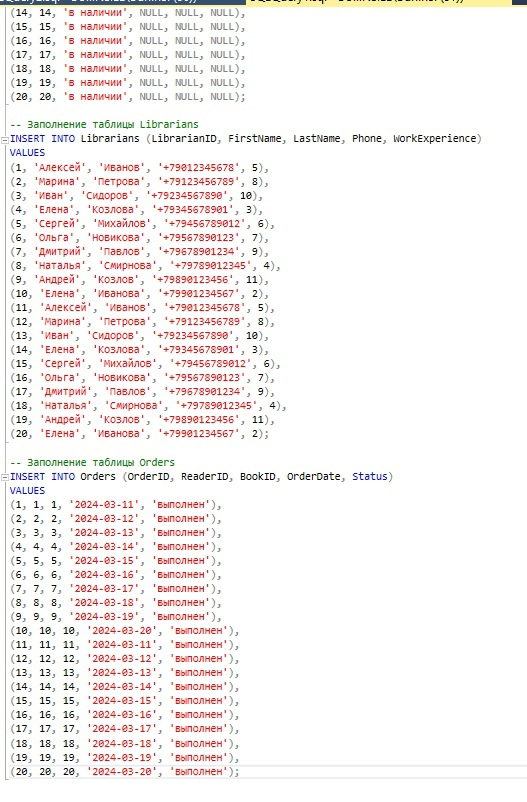 (14, 14, 'в наличии', NULL, NULL, NULL),
(15, 15, 'в наличии', NULL, NULL, NULL),
(16, 16, 'в наличии', NULL, NULL, NULL),
(17, 17, 'в наличии', NULL, NULL, NULL),
(18, 18, 'в наличии', NULL, NULL, NULL),
(19, 19, 'в наличии', NULL, NULL, NULL),
(20, 20, 'в наличии', NULL, NULL, NULL);
-- Заполнение таблицы Librarians
INSERT INTO Librarians (LibrarianID, FirstName, LastName, Phone, WorkExperience)
VALUES
(1, 'Алексей', 'Иванов', '+79012345678', 5),
(2, 'Марина', 'Петрова', '+79123456789', 8),
(3, 'Иван', 'Сидоров', '+79234567890', 10),
(4, 'Елена', 'Козлова', '+79345678901', 3),
(5, 'Сергей', 'Михайлов', '+79456789012', 6),
(6, 'Ольга', 'Новикова', '+79567890123', 7),
(7, 'Дмитрий', 'Павлов', '+79678901234', 9),
(8, 'Наталья', 'Смирнова', '+79789012345', 4),
(9, 'Андрей', 'Козлов', '+79890123456', 11),
(10, 'Елена', 'Иванова', '+79901234567', 2),
(11, 'Алексей', 'Иванов', '+79012345678', 5),
(12, 'Марина', 'Петрова', '+79123456789', 8),
(13, 'Иван', 'Сидоров', '+79234567890', 10),
(14, 'Елена', 'Козлова', '+79345678901', 3),
(15, 'Сергей', 'Михайлов', '+79456789012', 6),
(16, 'Ольга', 'Новикова', '+79567890123', 7),
(17, 'Дмитрий', 'Павлов', '+79678901234', 9),
(18, 'Наталья', 'Смирнова', '+79789012345', 4),
(19, 'Андрей', 'Козлов', '+79890123456', 11),
(20, 'Елена', 'Иванова', '+79901234567', 2);
-- Заполнение таблицы Orders
INSERT INTO Orders (OrderID, ReaderID, BookID, OrderDate, Status)
VALUES
(1, 1, 1, '2024-03-11', 'выполнен'),
(2, 2, 2, '2024-03-12', 'выполнен'),
(3, 3, 3, '2024-03-13', 'выполнен'),
(4, 4, 4, '2024-03-14', 'выполнен'),
(5, 5, 5, '2024-03-15', 'выполнен'),
(6, 6, 6, '2024-03-16', 'выполнен'),
(7, 7, 7, '2024-03-17', 'выполнен'),
(8, 8, 8, '2024-03-18', 'выполнен'),
(9, 9, 9, '2024-03-19', 'выполнен'),
(10, 10, 10, '2024-03-20', 'выполнен'),
(11, 11, 11, '2024-03-11', 'выполнен'),
(12, 12, 12, '2024-03-12', 'выполнен'),
(13, 13, 13, '2024-03-13', 'выполнен'),
(14, 14, 14, '2024-03-14', 'выполнен'),
(15, 15, 15, '2024-03-15', 'выполнен'),
(16, 16, 16, '2024-03-16', 'выполнен'),
(17, 17, 17, '2024-03-17', 'выполнен'),
(18, 18, 18, '2024-03-18', 'выполнен'),
(19, 19, 19, '2024-03-19', 'выполнен'),
(20, 20, 20, '2024-03-20', 'выполнен');